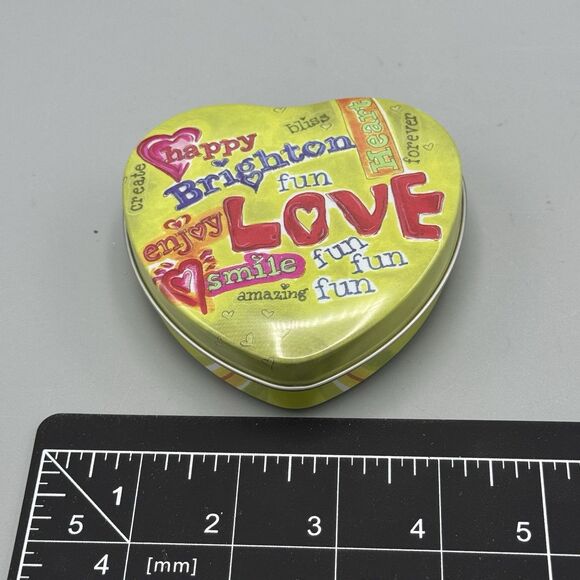 bliss
Heart
happy
Brighton
forever
create
fun
LOVE
enjoy
fun
smile
fun
amazing fun
1
5 2 3 4 5
4 [mm]